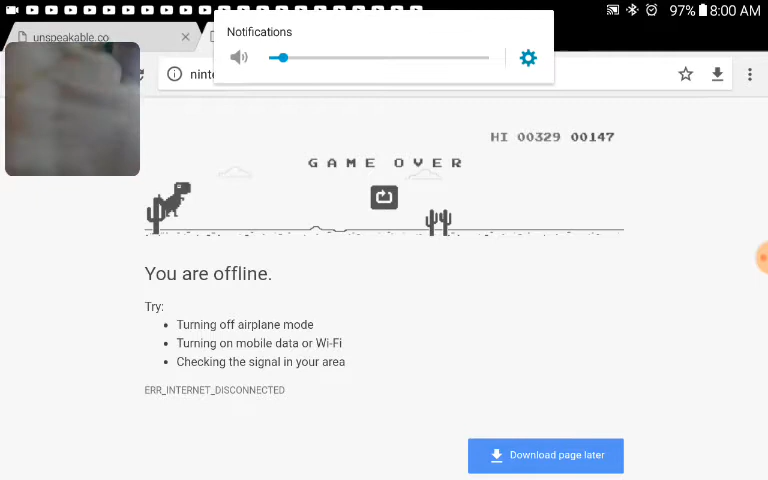 97% 8:00 AM
Notifications
unspeakable.co
ninte
HI 00329 00147
GAME OVER
You are offline.
Try:
Turning off airplane mode
Turning on mobile data or Wi-Fi
Checking the signal in your area
ERR_INTERNET_DISCONNECTED
Download page later